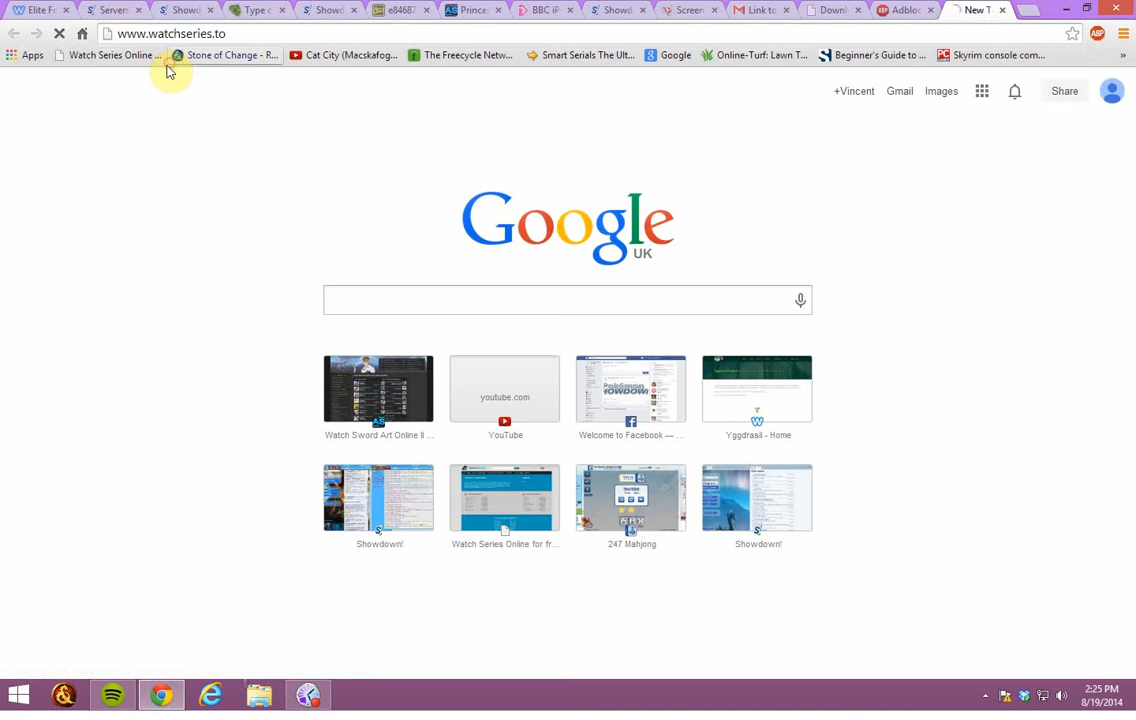 Elite Fo Servers Showd Type o Showd e84687 Prince BBC iP Showd Screen Link to Downl Adbloc New T
www.watchseries.to
Apps Watch Series Online ... Stone of Change - R... Cat City (Macskafog... The Freecycle Netw... Smart Serials The Ult... Google Online-Turf: Lawn T... Beginner's Guide to ... Skyrim console com... »
+Vincent Gmail Images Share
Google
UK
youtube.com
Watch Sword Art Online II ... YouTube Welcome to Facebook — ... Yggdrasil - Home
Showdown! Watch Series Online for fr... 247 Mahjong Showdown!
2:25 PM
8/19/2014